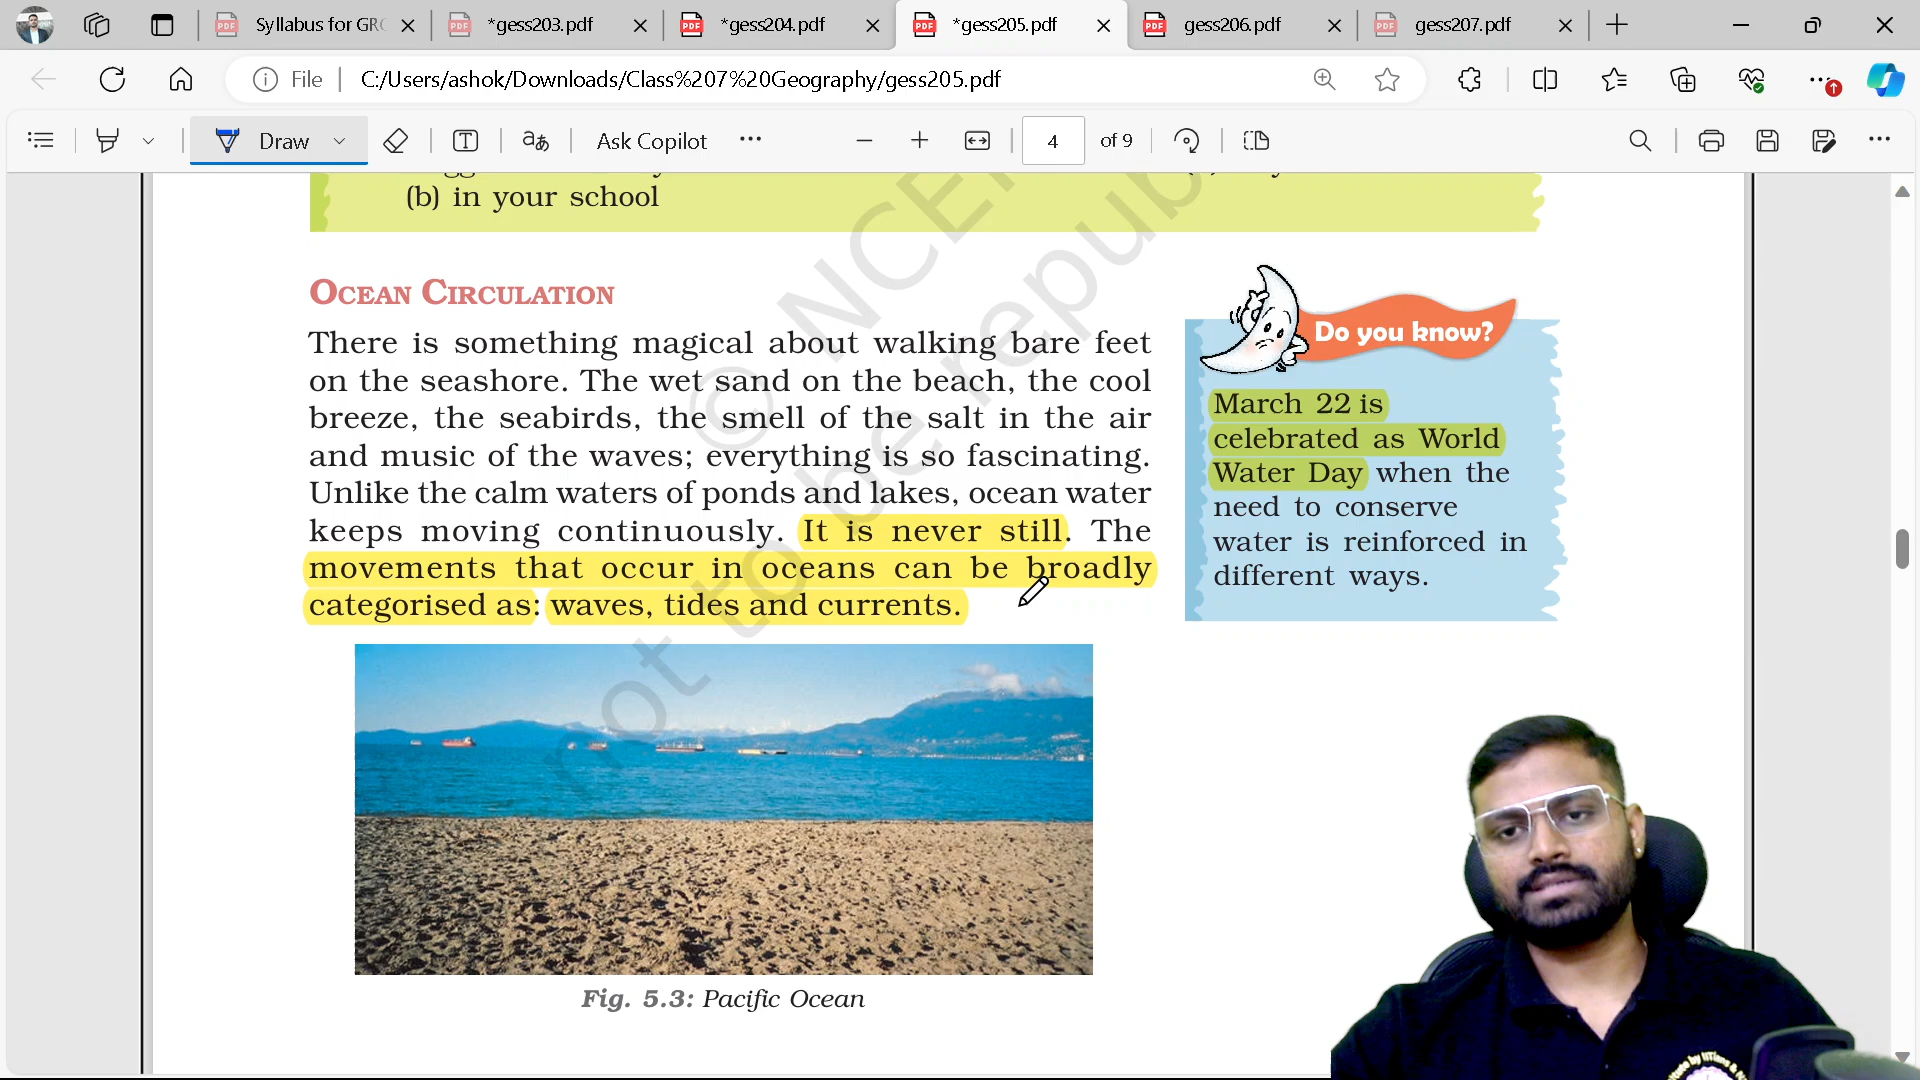 Syllabus for GRO
*gess203.pdf
*gess204.pdf
*gess205.pdf
gess206.pdf
gess207.pdf
File
C:/Users/ashok/Downloads/Class%207%20Geography/gess205.pdf
Draw
Ask Copilot
4
of 9
(b) in your school
OCEAN CIRCULATION
There is something magical about walking bare feet
on the seashore. The wet sand on the beach, the cool
breeze, the seabirds, the smell of the salt in the air
and music of the waves; everything is so fascinating.
Unlike the calm waters of ponds and lakes, ocean water
keeps moving continuously. It is never still. The
movements that occur in oceans can be broadly
categorised as: waves, tides and currents.
Do you know?
March 22 is
celebrated as World
Water Day when the
need to conserve
water is reinforced in
different ways.
Fig. 5.3: Pacific Ocean
© NCE
not to be repub